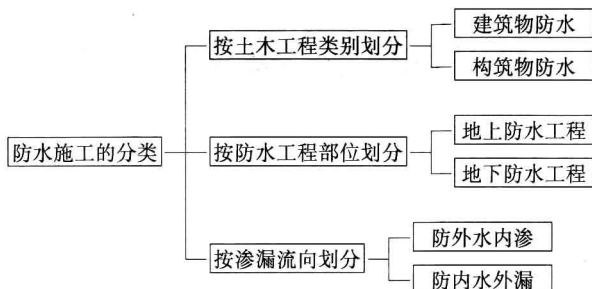 防水施工的分类
按土木工程类别划分
建筑物防水
构筑物防水
按防水工程部位划分
地上防水工程
地下防水工程
按渗漏流向划分
防外水内渗
防内水外漏